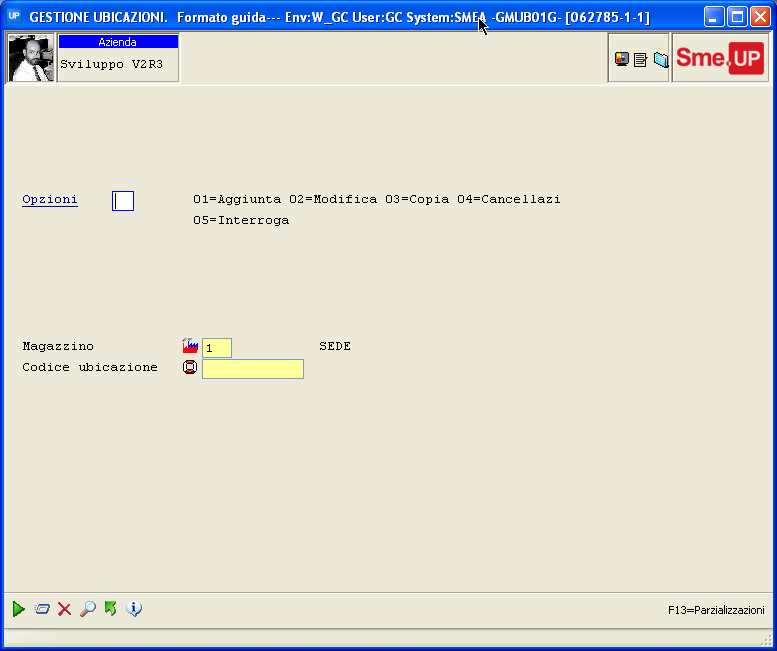 UP GESTIONE UBICAZIONI. Formato guida--- Env:W_GC User:GC System:SMEA -GMUB01G- [062785-1-1]
Azienda
Sviluppo V2R3
Sme.UP
Opzioni 01=Aggiunta 02=Modifica 03=Copia 04=Cancellazi
05=Interroga
Magazzino 1 SEDE
Codice ubicazione
F13=Parzializzazioni